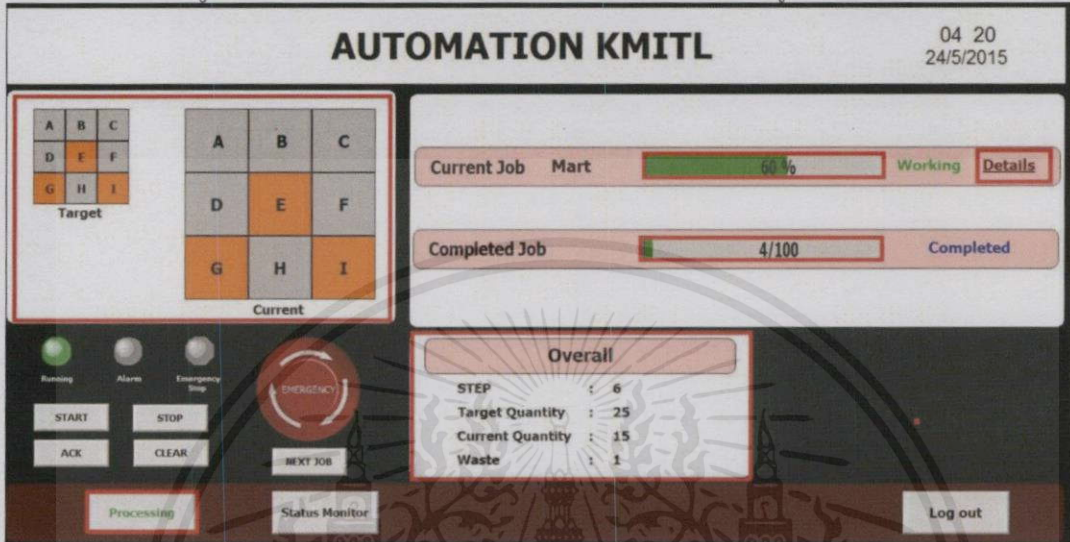 AUTOMATION KMITL
04 20
24/5/2015
A B C
D E F
G H I
Target
A B C
D E F
G H I
Current
Current Job Mart 60 % Working Details
Completed Job 4/100 Completed
Running Alarm Emergency Stop
EMERGENCY
START STOP
ACK CLEAR
NEXT JOB
Overall
STEP : 6
Target Quantity : 25
Current Quantity : 15
Waste : 1
Processing Status Monitor Log out